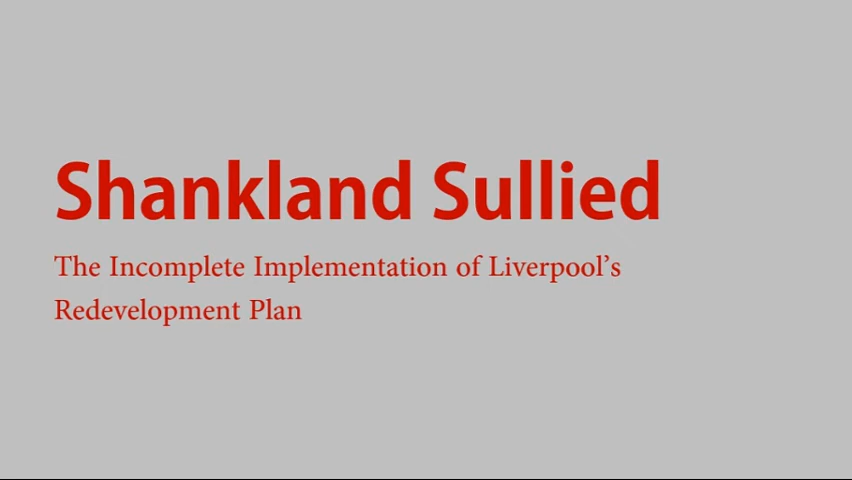 Shankland Sullied
The Incomplete Implementation of Liverpool’s
Redevelopment Plan